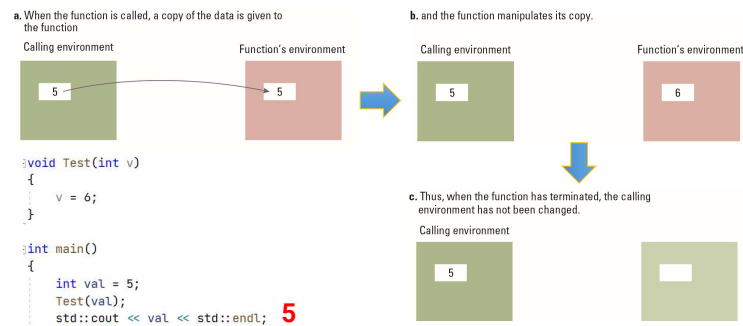 a. When the function is called, a copy of the data is given to
the function
Calling environment
Function's environment
5
5
b. and the function manipulates its copy.
Calling environment
Function's environment
5
6
void Test(int v)
{
v = 6;
}
int main()
{
int val = 5;
Test(val);
std::cout << val << std::endl;
5
c. Thus, when the function has terminated, the calling
environment has not been changed.
Calling environment
5